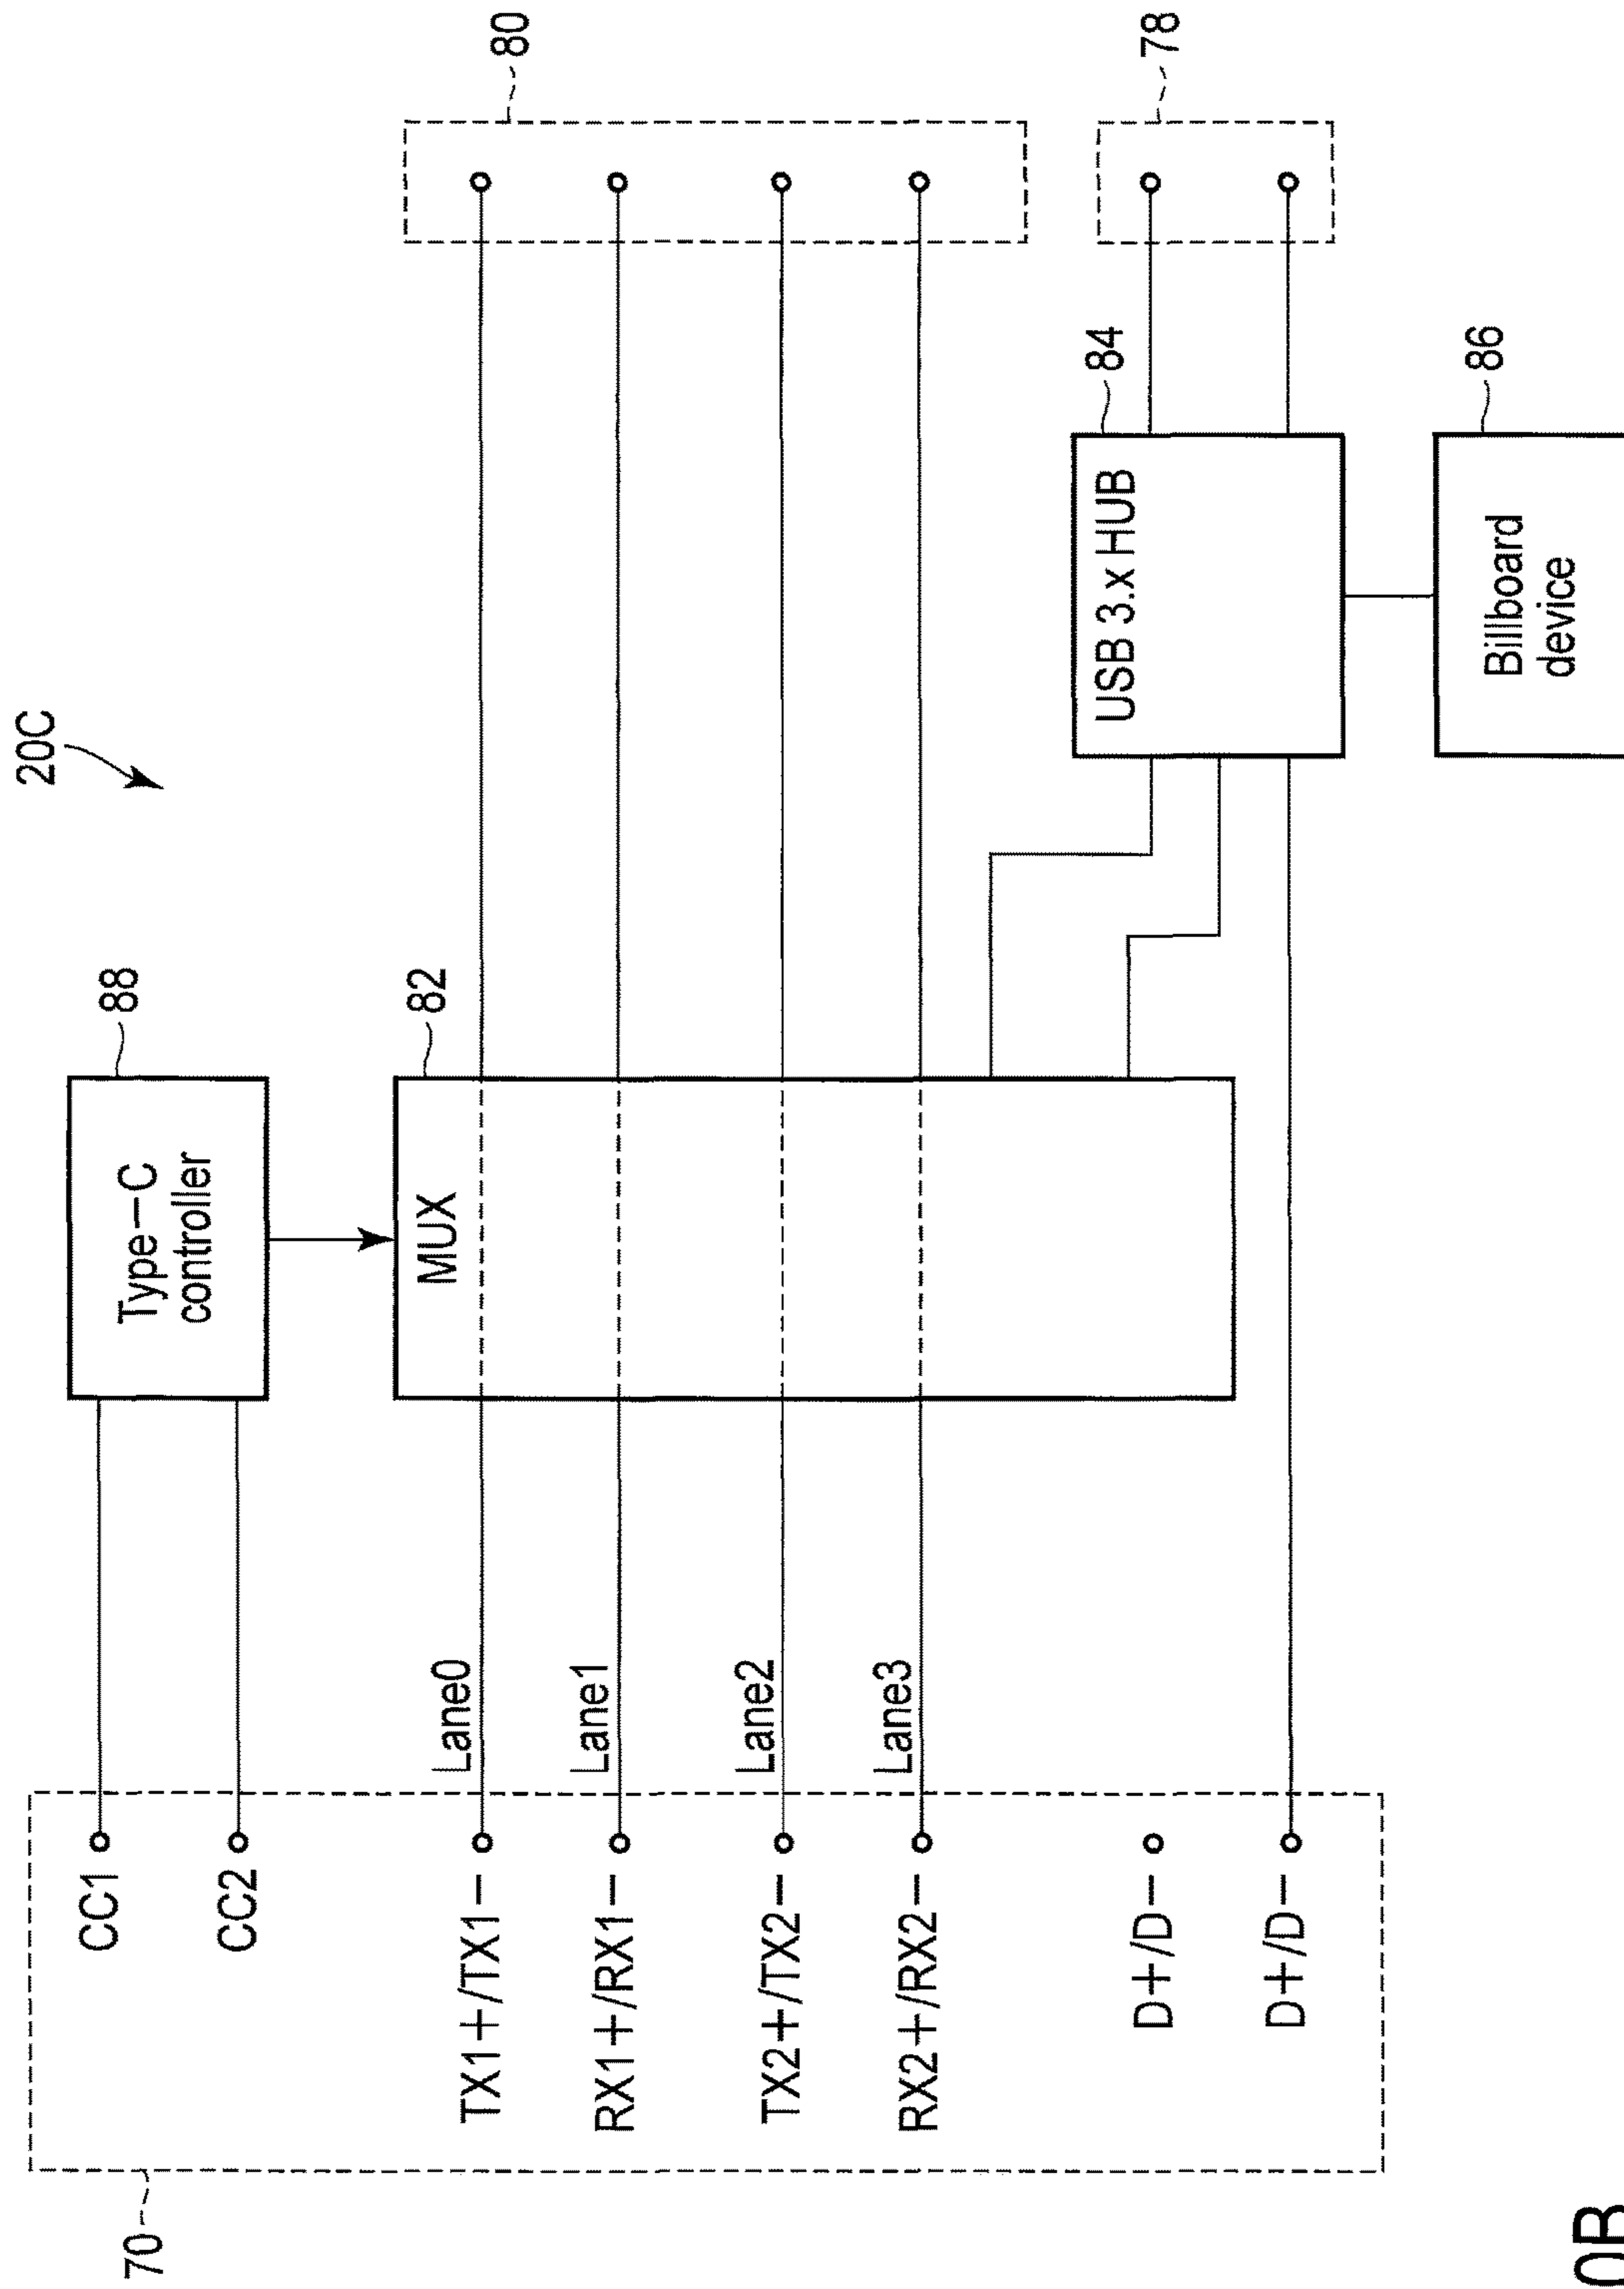 20C
70
CC1
CC2
TX1+/TX1−
RX1+/RX1−
TX2+/TX2−
RX2+/RX2−
D+/D−
D+/D−
Lane0
Lane1
Lane2
Lane3
Type−C
controller
88
MUX
82
80
USB 3.x HUB
84
78
Billboard
device
86
0B